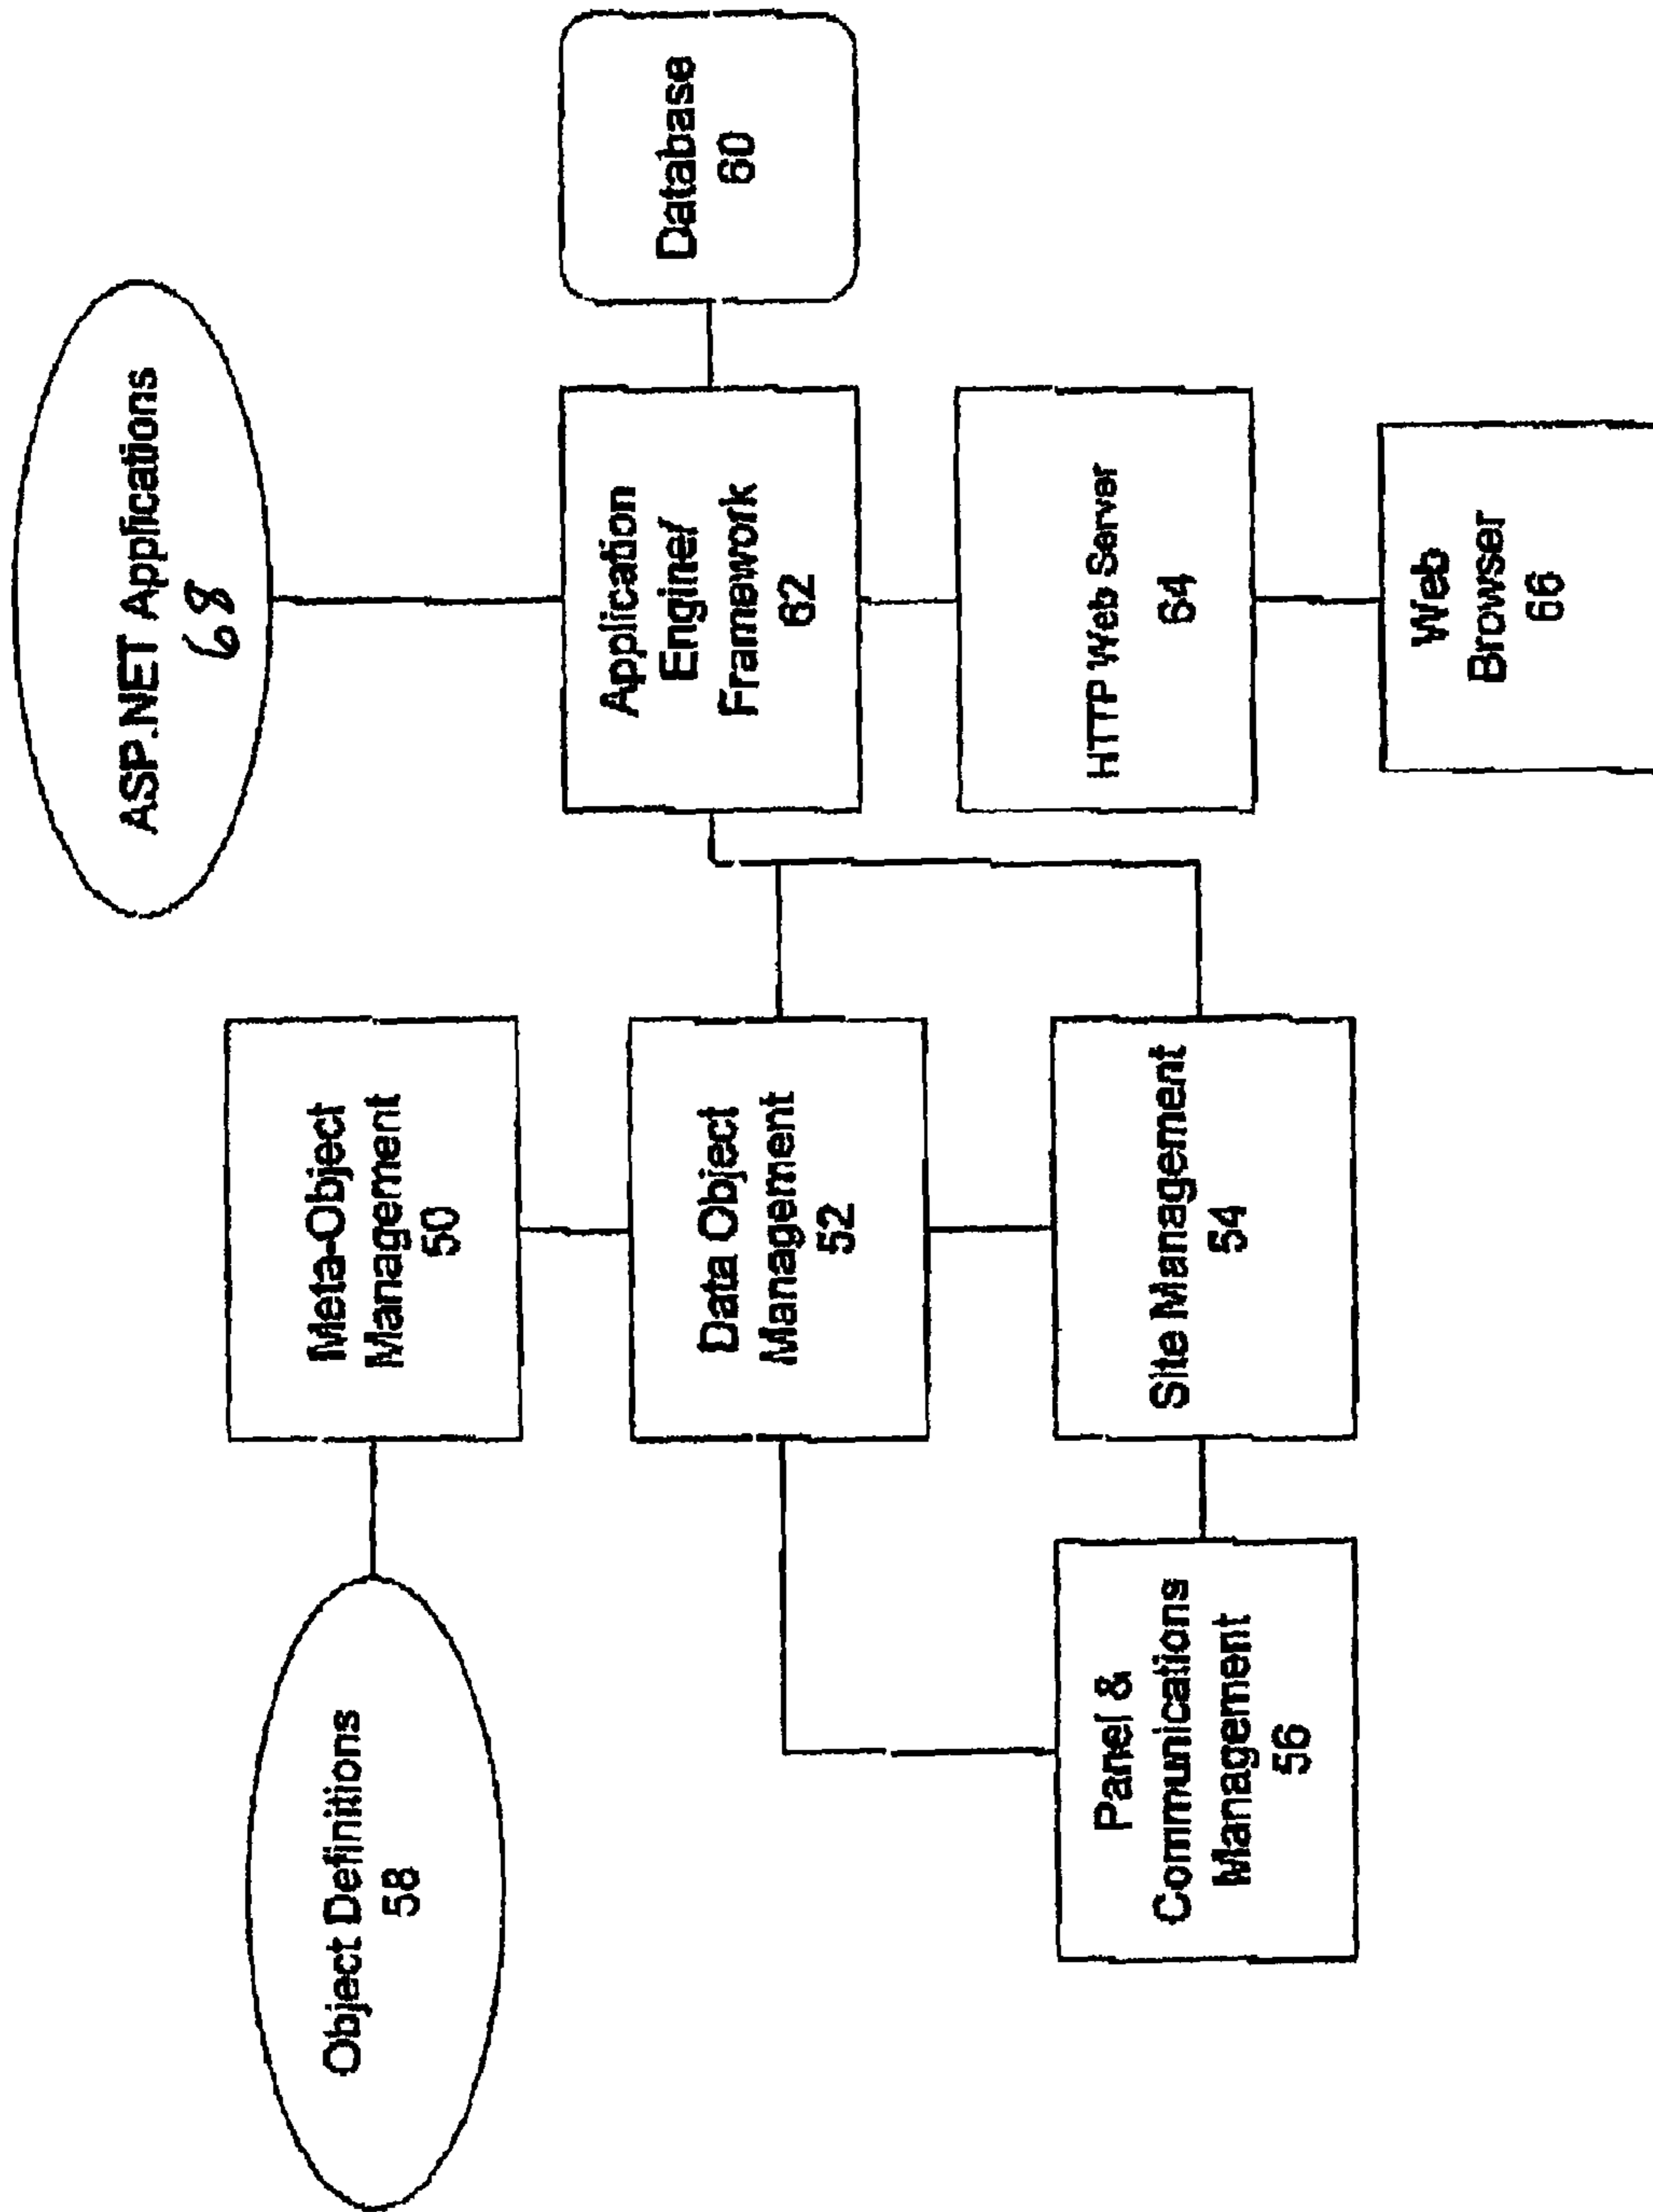 Object Definitions
58
Meta-Object
Management
50
Data Object
Management
52
Site Management
54
Panel &
Communications
Management
56
ASP.NET Applications
68
Application
Engine/
Framework
62
Database
60
HTTP Web Server
64
Web
Browser
66